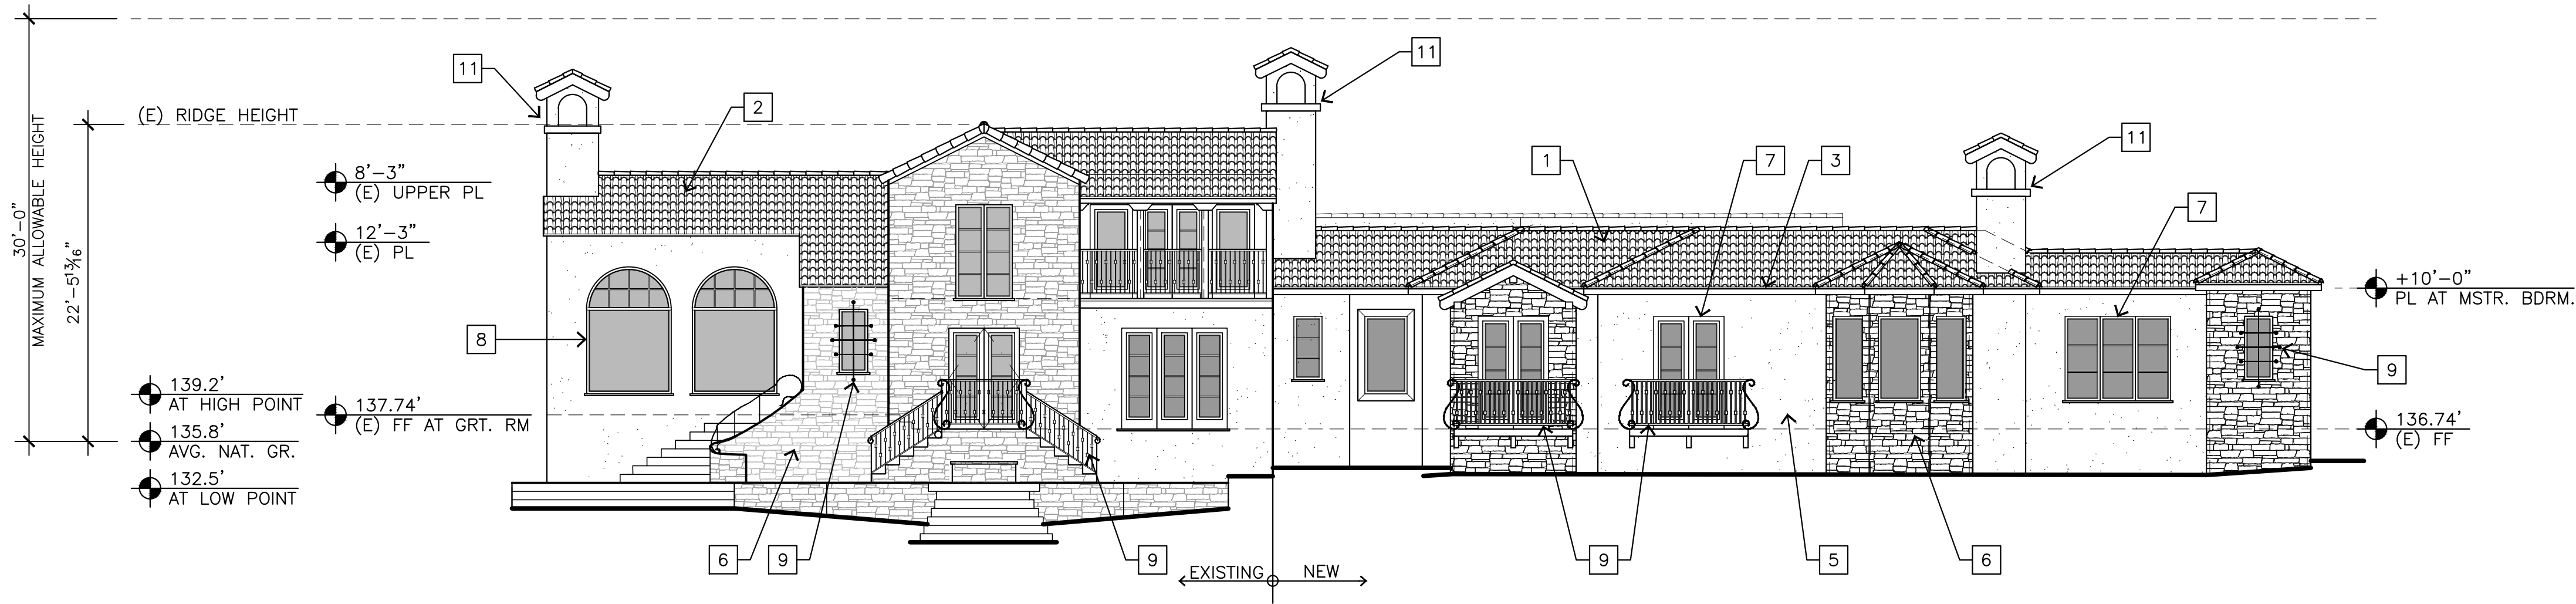 11
11
2
(E) RIDGE HEIGHT
11
1
7
3
30'-0"
MAXIMUM ALLOWABLE HEIGHT
22'-5 13/16"
8'-3"
(E) UPPER PL
12'-3"
(E) PL
7
+10'-0"
PL AT MSTR. BDRM.
8
9
139.2'
AT HIGH POINT
137.74'
(E) FF AT GRT. RM
135.8'
AVG. NAT. GR.
136.74'
(E) FF
132.5'
AT LOW POINT
6
9
9
9
5
6
EXISTING
NEW